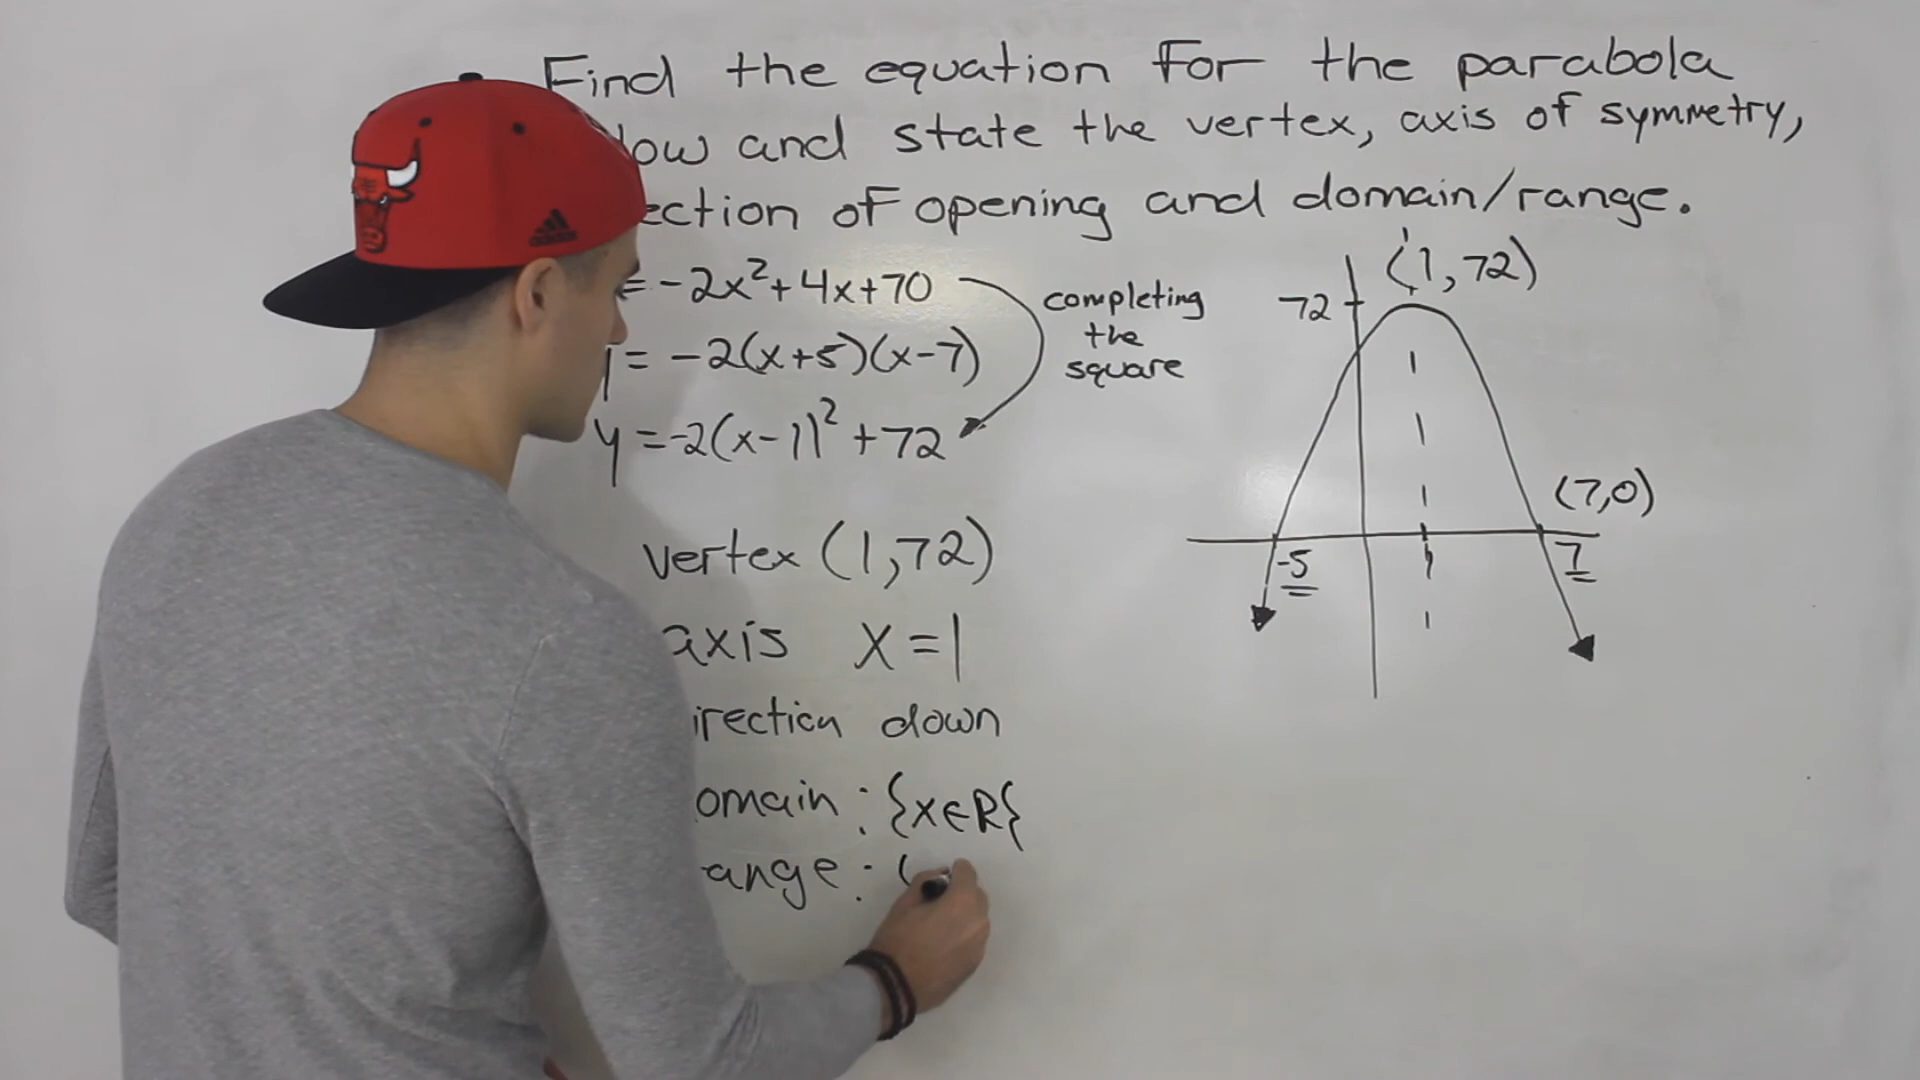 Find the equation for the parabola
low and state the vertex, axis of symmetry,
ection of opening and domain/range.
= -2x²+4x+70
y = -2(x+5)(x-7)
y = -2(x-1)² +72
completing
the
square
vertex (1,72)
axis x=1
irection down
omain : {x∈R}
ange :
(1,72)
72
(7,0)
-5
1
7
adidas